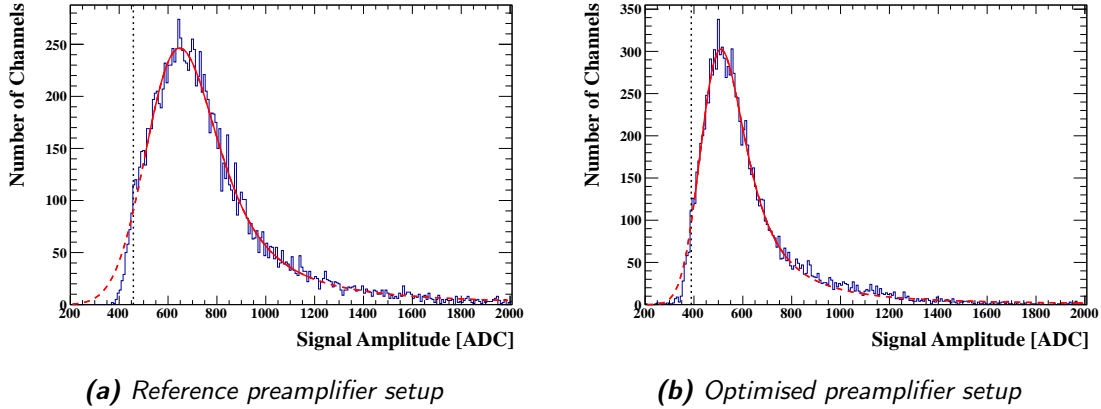 Number of Channels
250
200
150
100
50
0
200 400 600 800 1000 1200 1400 1600 1800 2000
Signal Amplitude [ADC]
(a) Reference preamplifier setup
Number of Channels
350
300
250
200
150
100
50
0
200 400 600 800 1000 1200 1400 1600 1800 2000
Signal Amplitude [ADC]
(b) Optimised preamplifier setup